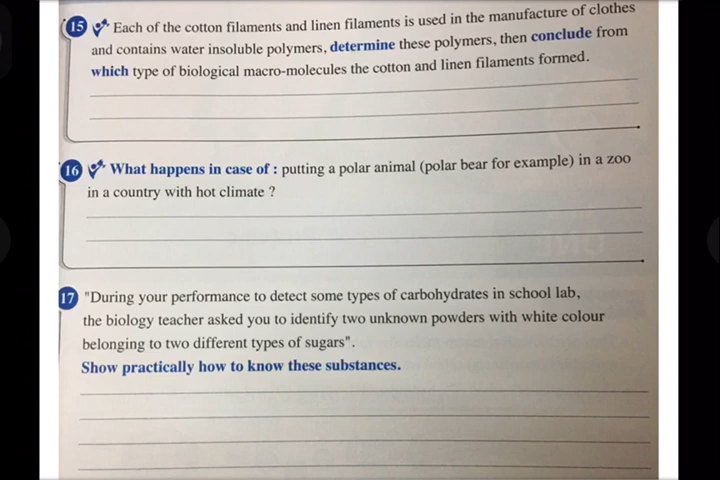 15 Each of the cotton filaments and linen filaments is used in the manufacture of clothes
and contains water insoluble polymers, determine these polymers, then conclude from
which type of biological macro-molecules the cotton and linen filaments formed.
16 What happens in case of : putting a polar animal (polar bear for example) in a zoo
in a country with hot climate ?
17 "During your performance to detect some types of carbohydrates in school lab,
the biology teacher asked you to identify two unknown powders with white colour
belonging to two different types of sugars".
Show practically how to know these substances.